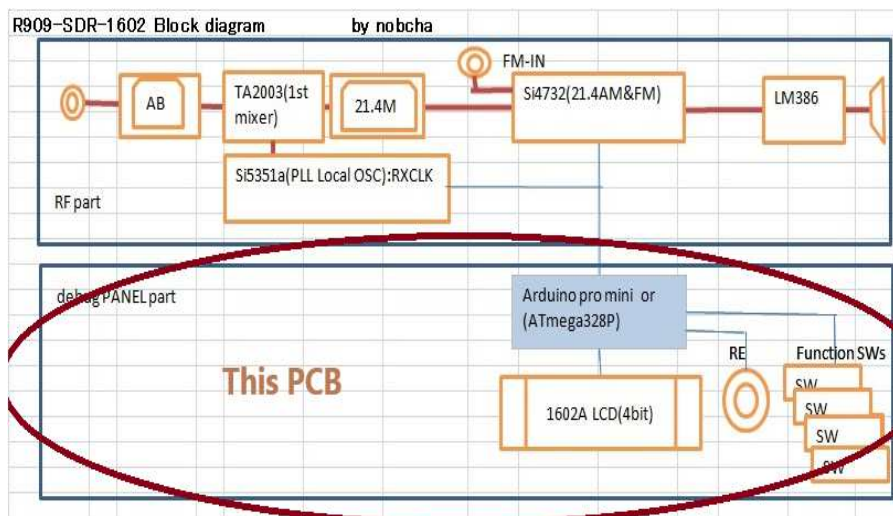 R909-SDR-1602 Block diagram by nobcha
FM-IN
AB
TA2003(1st
mixer)
21.4M
Si4732(21.4AM&FM)
LM386
Si5351a(PLL Local OSC):RXCLK
RF part
debug PANEL part
Arduino pro mini or
(ATmega328P)
RE
Function SWs
This PCB
1602A LCD(4bit)
SW
SW
SW
SW